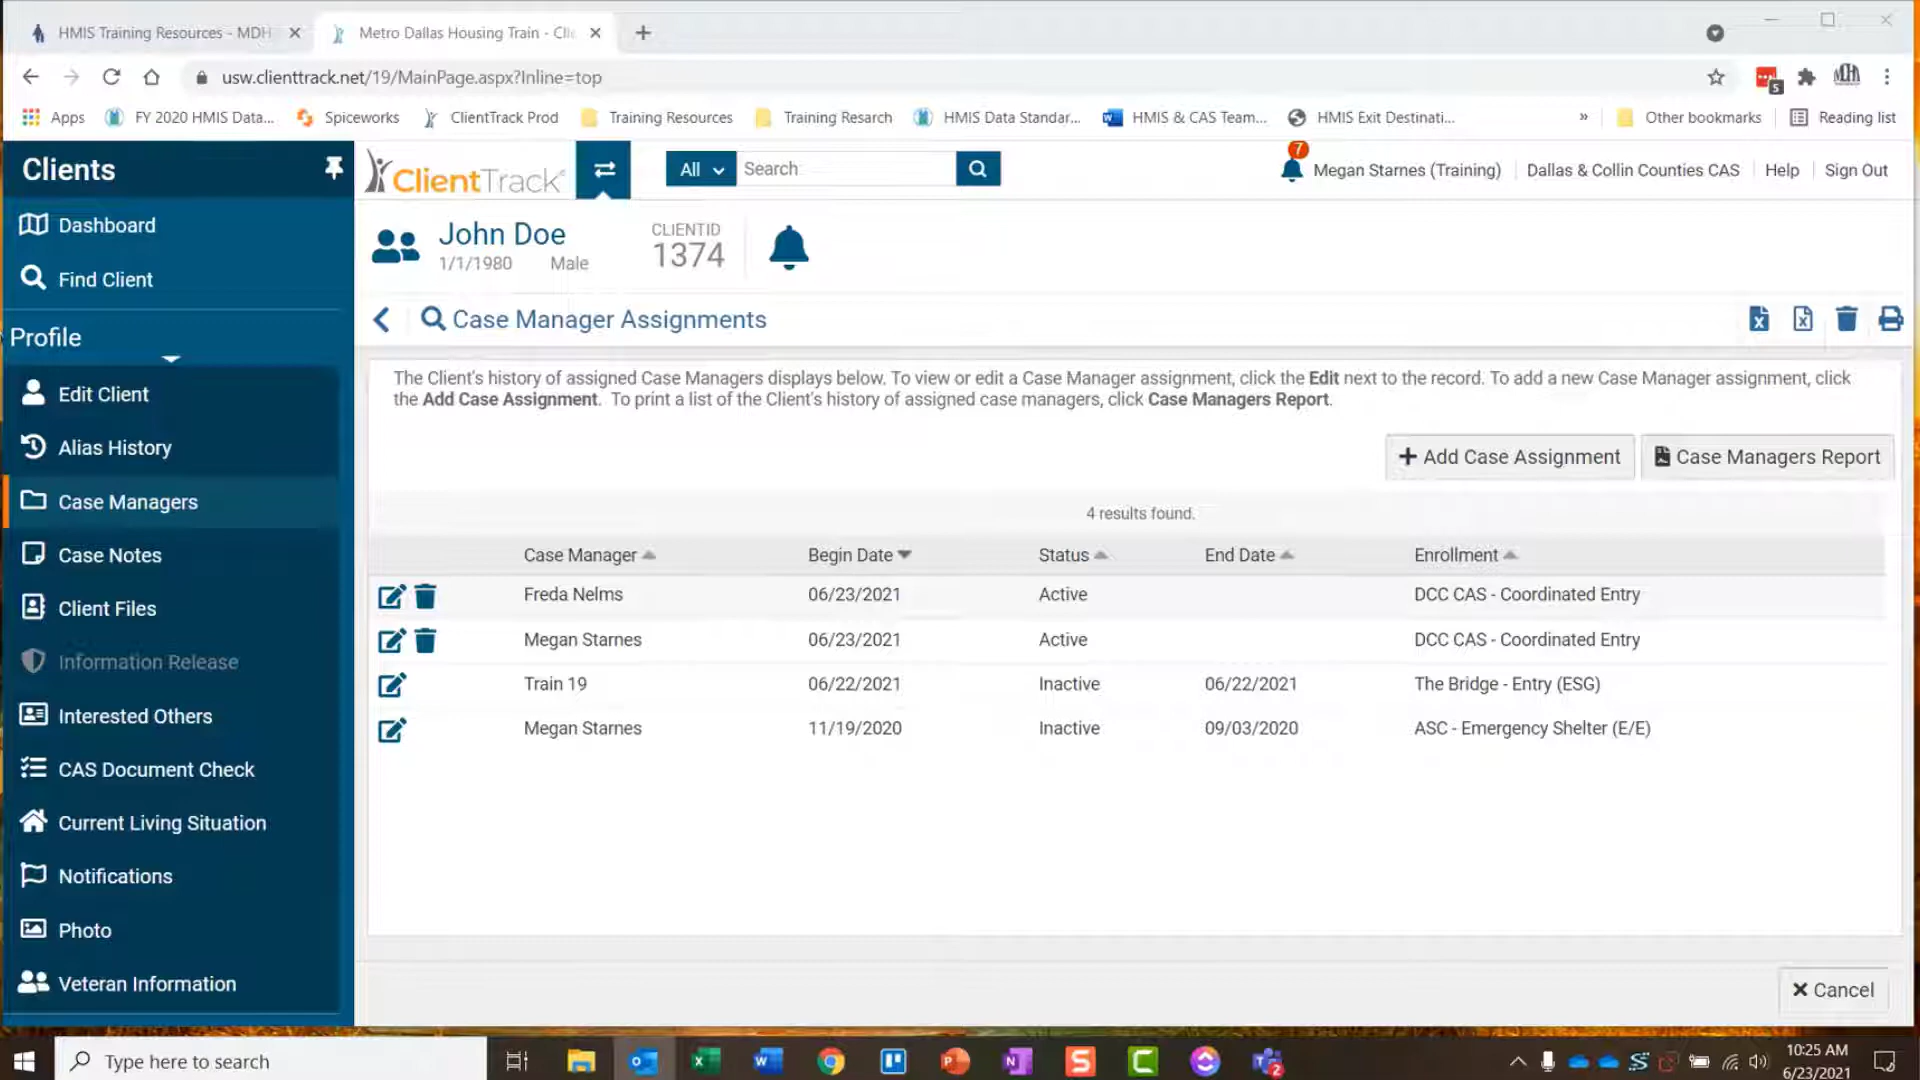 HMIS Training Resources - MDH
Metro Dallas Housing Train - Clie
usw.clienttrack.net/19/MainPage.aspx?Inline=top
5
Apps
FY 2020 HMIS Data...
Spiceworks
ClientTrack Prod
Training Resources
Training Resarch
HMIS Data Standar...
HMIS & CAS Team...
HMIS Exit Destinati...
»
Other bookmarks
Reading list
Clients
ClientTrack
All
Search
7
Megan Starnes (Training)
Dallas & Collin Counties CAS
Help
Sign Out
Dashboard
Find Client
Profile
Edit Client
Alias History
Case Managers
Case Notes
Client Files
Information Release
Interested Others
CAS Document Check
Current Living Situation
Notifications
Photo
Veteran Information
John Doe
1/1/1980 Male
CLIENTID
1374
Case Manager Assignments
The Client's history of assigned Case Managers displays below. To view or edit a Case Manager assignment, click the Edit next to the record. To add a new Case Manager assignment, click
the Add Case Assignment. To print a list of the Client's history of assigned case managers, click Case Managers Report.
Add Case Assignment
Case Managers Report
4 results found.
Case Manager Begin Date Status End Date Enrollment
Freda Nelms 06/23/2021 Active DCC CAS - Coordinated Entry
Megan Starnes 06/23/2021 Active DCC CAS - Coordinated Entry
Train 19 06/22/2021 Inactive 06/22/2021 The Bridge - Entry (ESG)
Megan Starnes 11/19/2020 Inactive 09/03/2020 ASC - Emergency Shelter (E/E)
Cancel
Type here to search
10:25 AM
6/23/2021